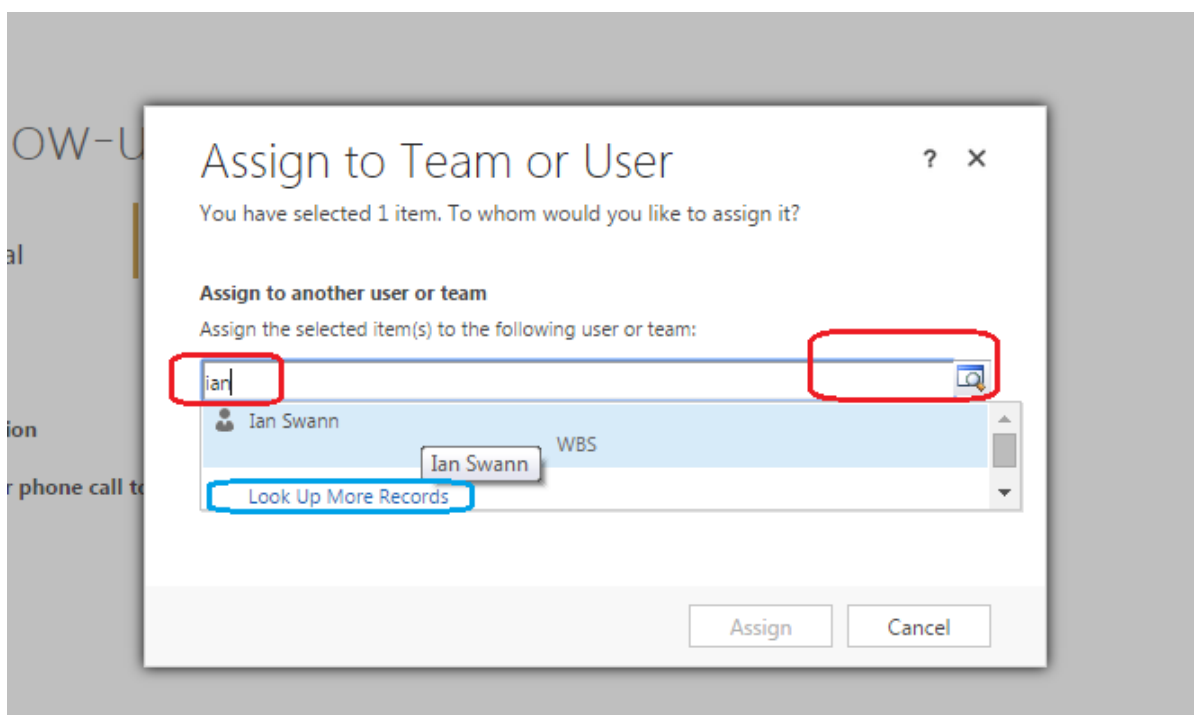 ow-u
Assign to Team or User ? ×
You have selected 1 item. To whom would you like to assign it?
al
Assign to another user or team
Assign the selected item(s) to the following user or team:
ian
Ian Swann
WBS
ion
Ian Swann
r phone call to
Look Up More Records
Assign Cancel